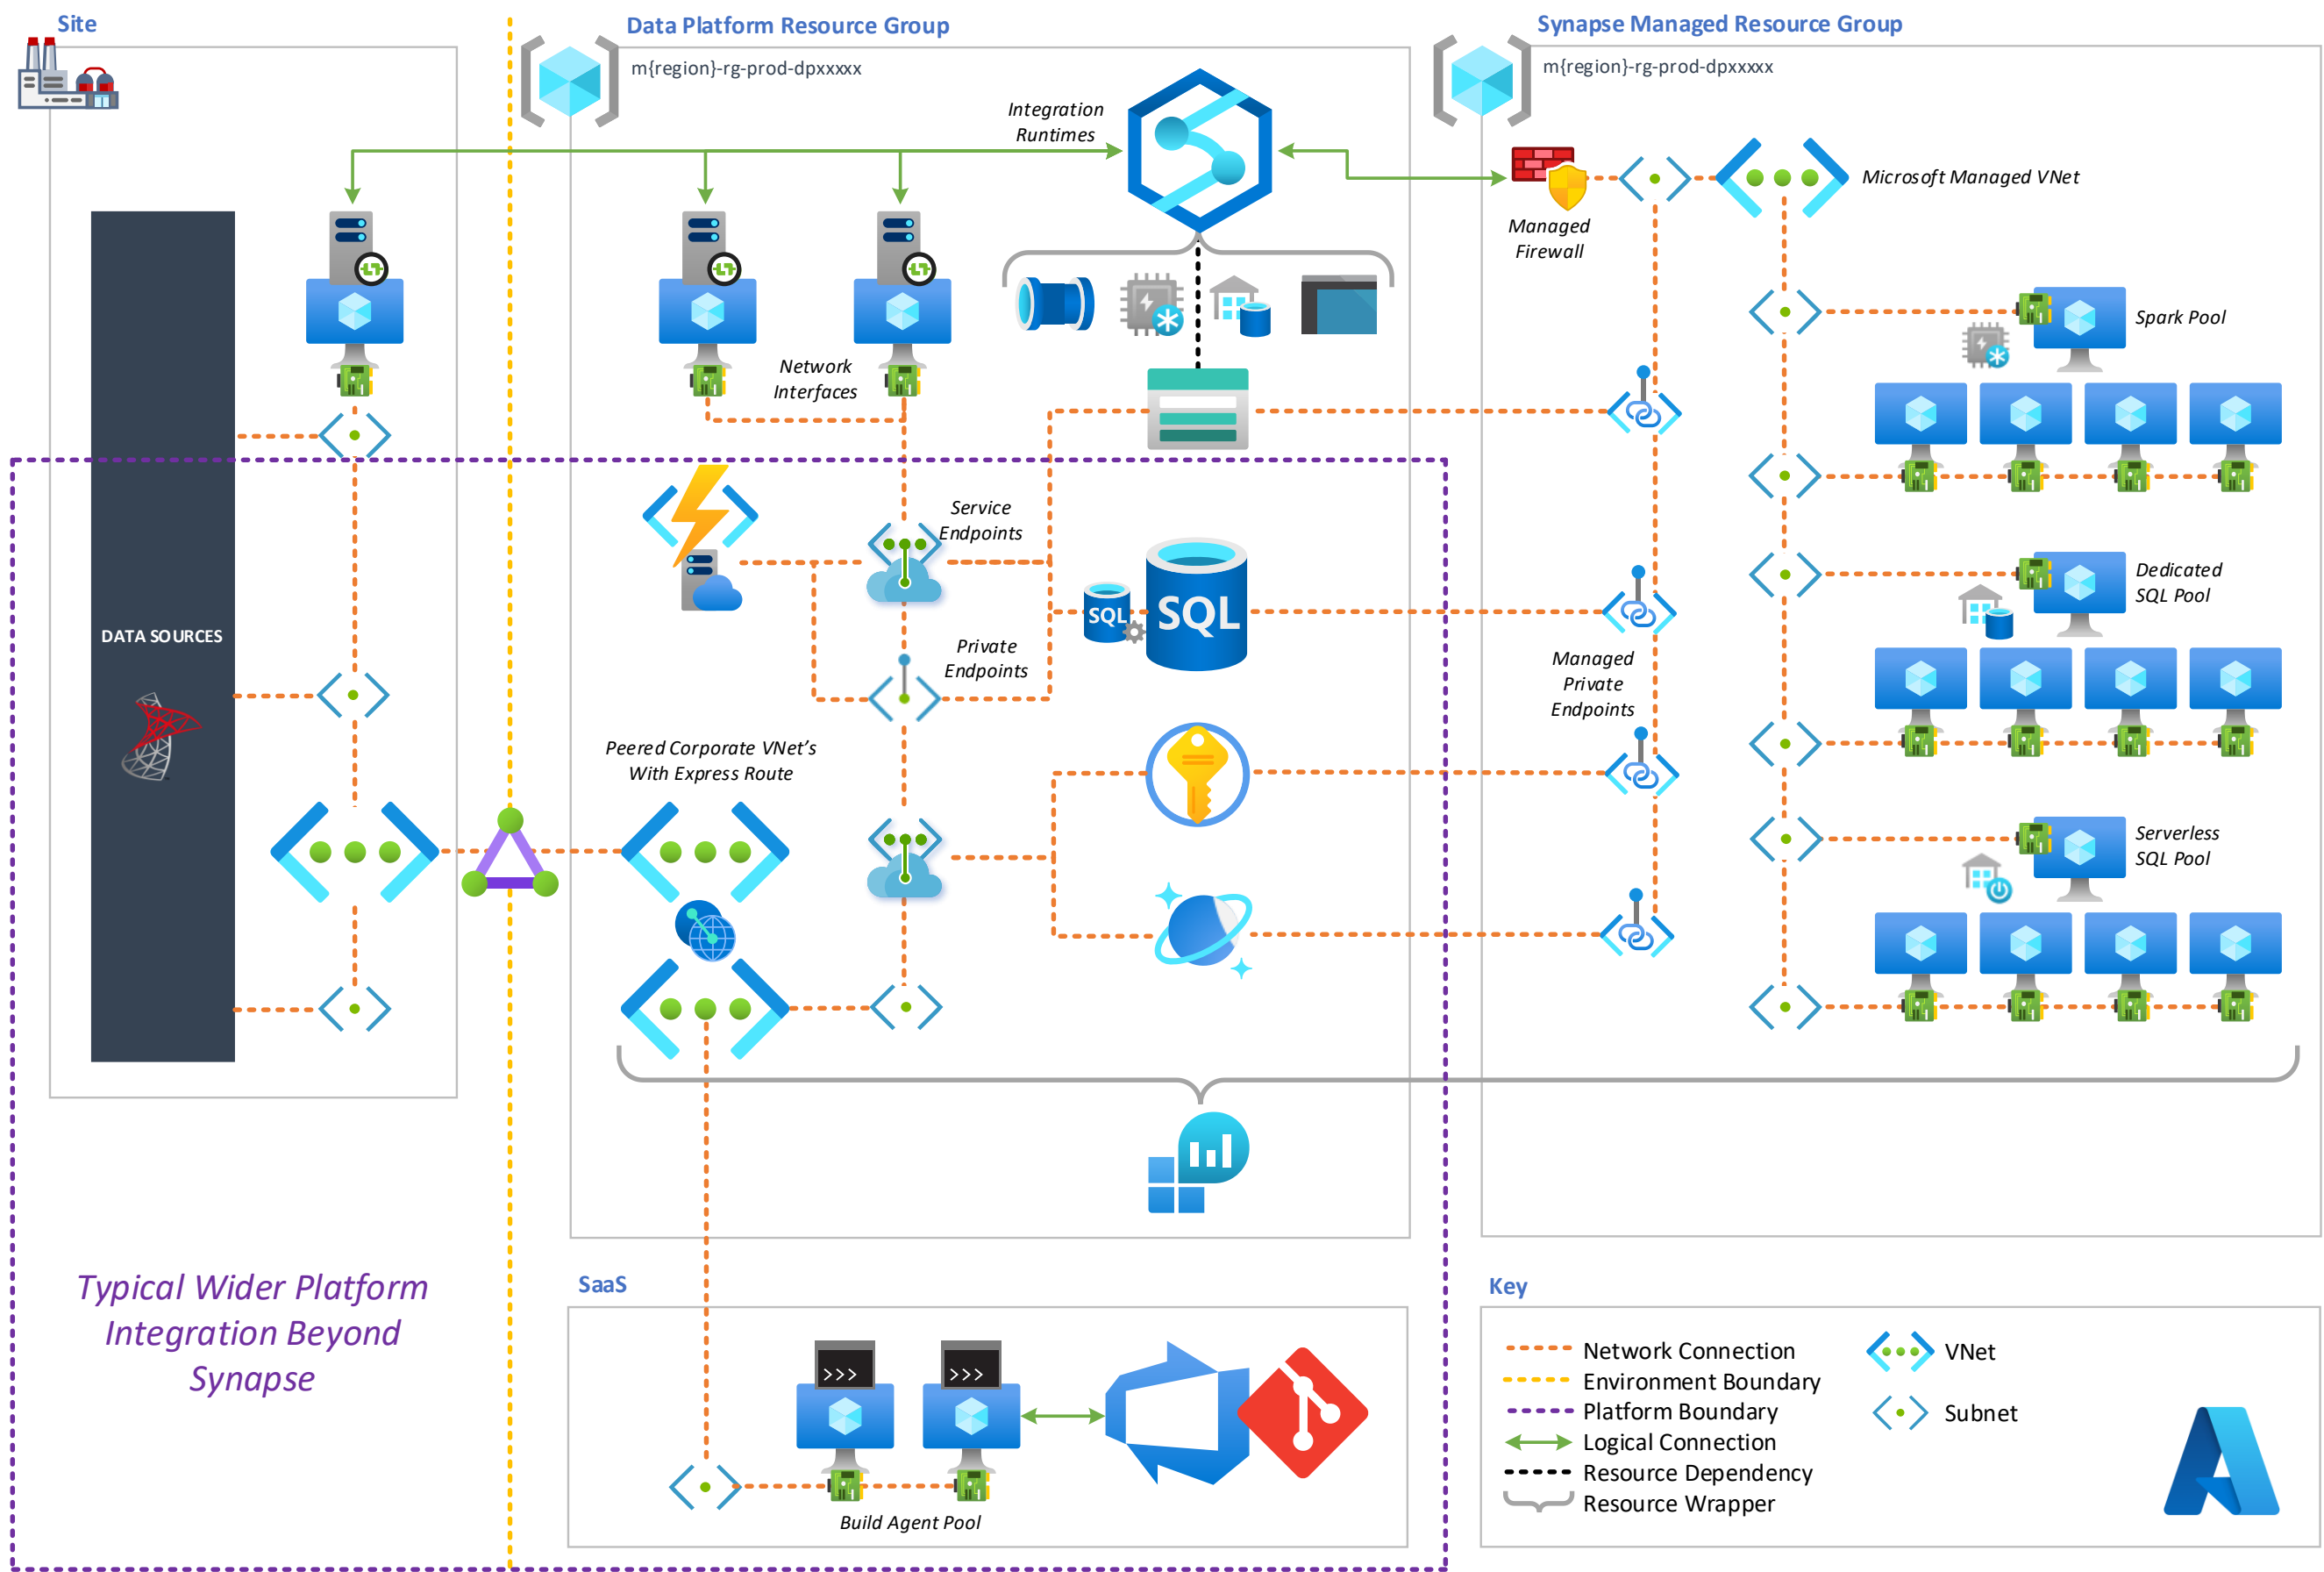 Site
Data Platform Resource Group
m{region}-rg-prod-dpxxxxx
Synapse Managed Resource Group
m{region}-rg-prod-dpxxxxx
Integration
Runtimes
Microsoft Managed VNet
Managed
Firewall
Spark Pool
Network
Interfaces
Service
Endpoints
Dedicated
SQL Pool
SQL
SQL
DATA SOURCES
Private
Endpoints
Managed
Private
Endpoints
Peered Corporate VNet’s
With Express Route
Serverless
SQL Pool
Typical Wider Platform
Integration Beyond
Synapse
SaaS
>>>
>>>
Build Agent Pool
Key
Network Connection
Environment Boundary
Platform Boundary
Logical Connection
Resource Dependency
Resource Wrapper
VNet
Subnet